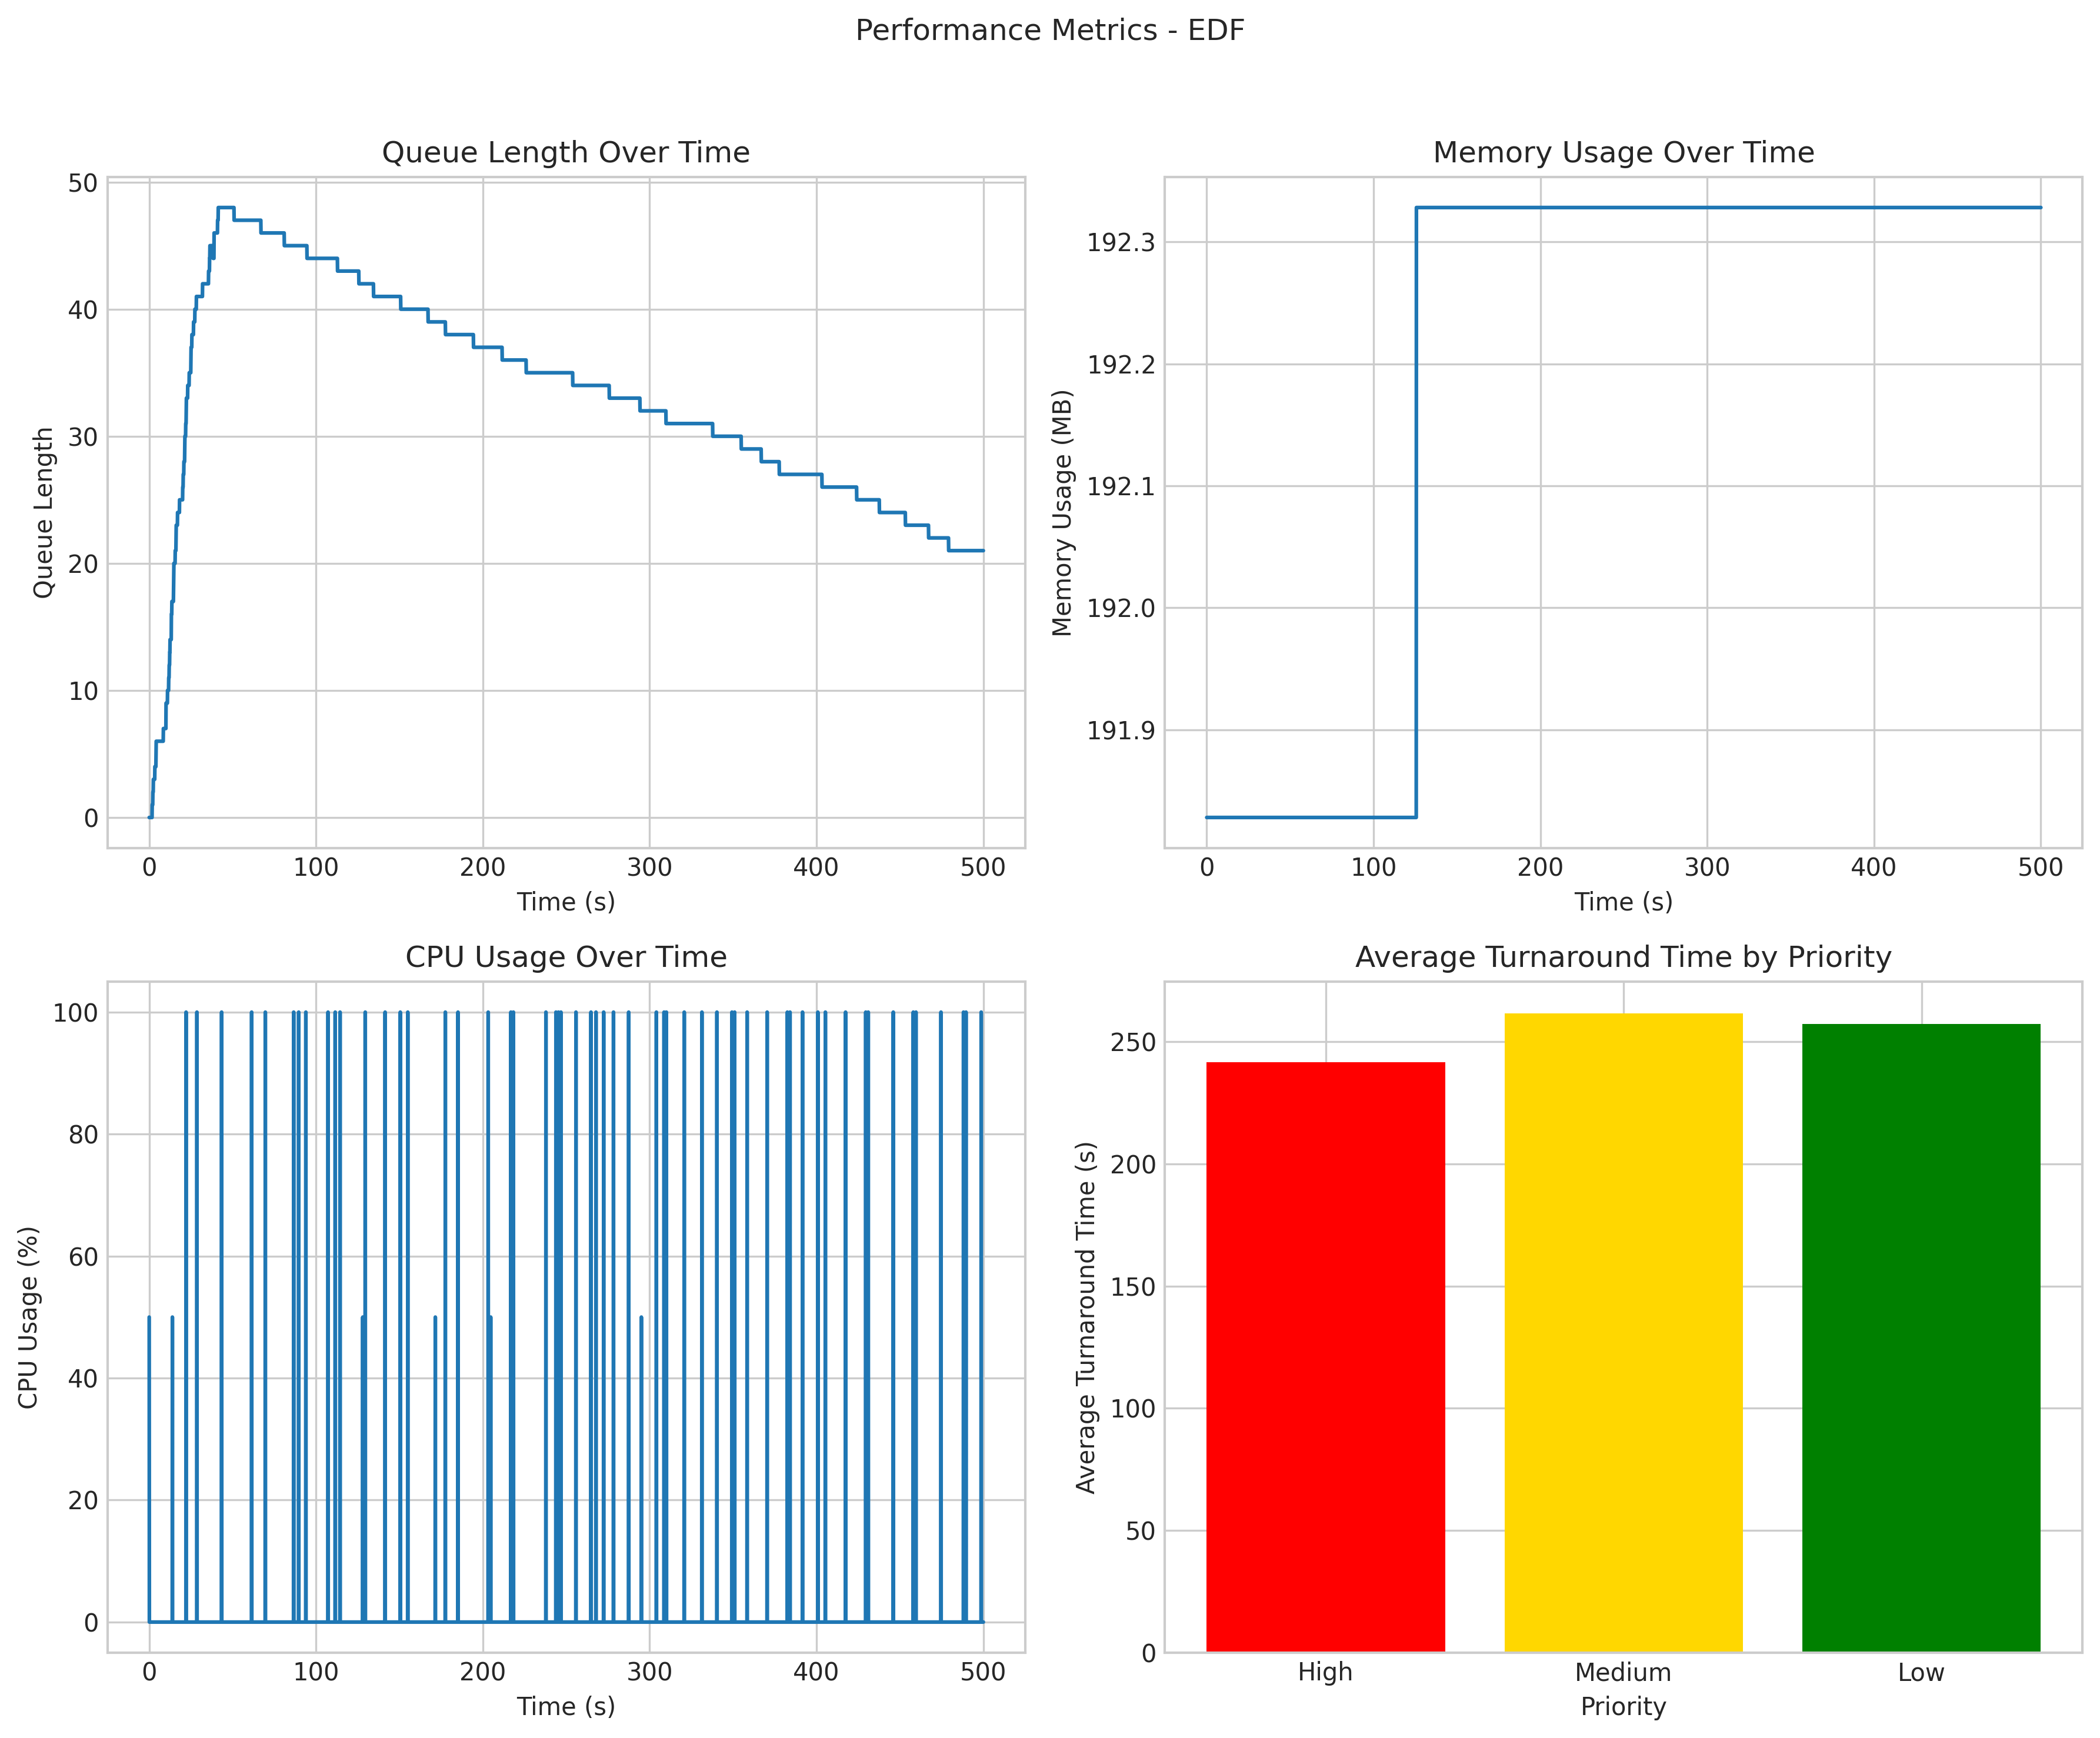 Performance Metrics - EDF
Queue Length Over Time
50
40
30
20
10
0
Queue Length
0 100 200 300 400 500
Time (s)
Memory Usage Over Time
192.3
192.2
192.1
192.0
191.9
Memory Usage (MB)
0 100 200 300 400 500
Time (s)
CPU Usage Over Time
100
80
60
40
20
0
CPU Usage (%)
0 100 200 300 400 500
Time (s)
Average Turnaround Time by Priority
250
200
150
100
50
0
Average Turnaround Time (s)
High Medium Low
Priority